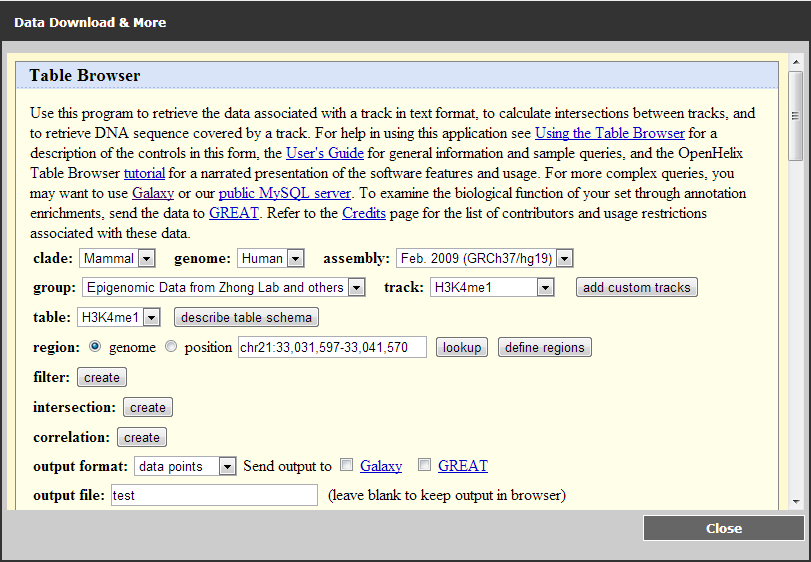 Data Download & More
Table Browser
Use this program to retrieve the data associated with a track in text format, to calculate intersections between tracks, and
to retrieve DNA sequence covered by a track. For help in using this application see Using the Table Browser for a
description of the controls in this form, the User's Guide for general information and sample queries, and the OpenHelix
Table Browser tutorial for a narrated presentation of the software features and usage. For more complex queries, you
may want to use Galaxy or our public MySQL server. To examine the biological function of your set through annotation
enrichments, send the data to GREAT. Refer to the Credits page for the list of contributors and usage restrictions
associated with these data.
clade: Mammal genome: Human assembly: Feb. 2009 (GRCh37/hg19)
group: Epigenomic Data from Zhong Lab and others track: H3K4me1 add custom tracks
table: H3K4me1 describe table schema
region: genome position chr21:33,031,597-33,041,570 lookup define regions
filter: create
intersection: create
correlation: create
output format: data points Send output to Galaxy GREAT
output file: test (leave blank to keep output in browser)
Close